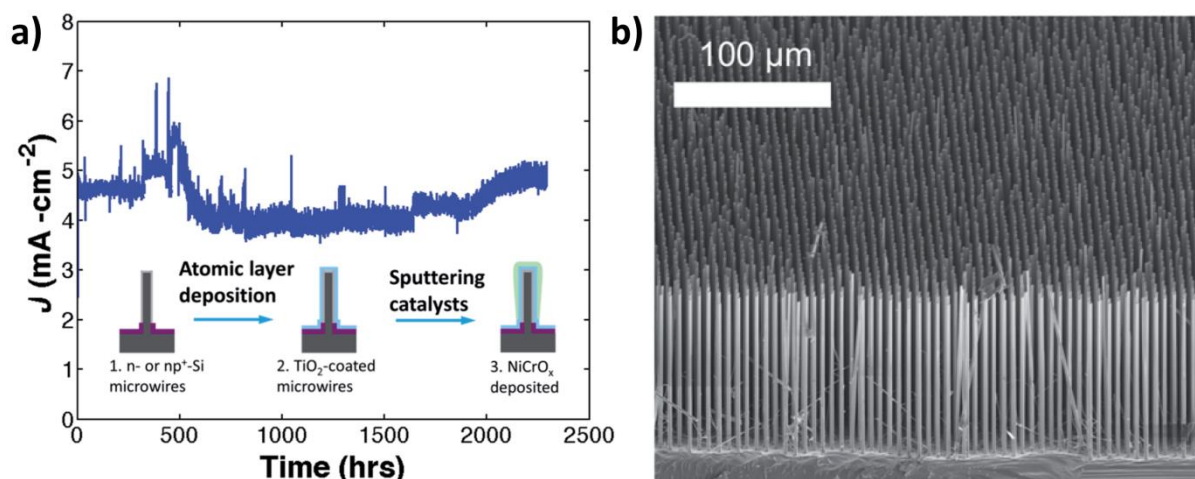 a)
J (mA -cm-2)
8
7
6
5
4
3
2
1
0
Atomic layer
deposition
Sputtering
catalysts
1. n- or np⁺-Si
microwires
2. TiO₂-coated
microwires
3. NiCrOₓ
deposited
0
500
1000
1500
2000
2500
Time (hrs)
b)
100 µm